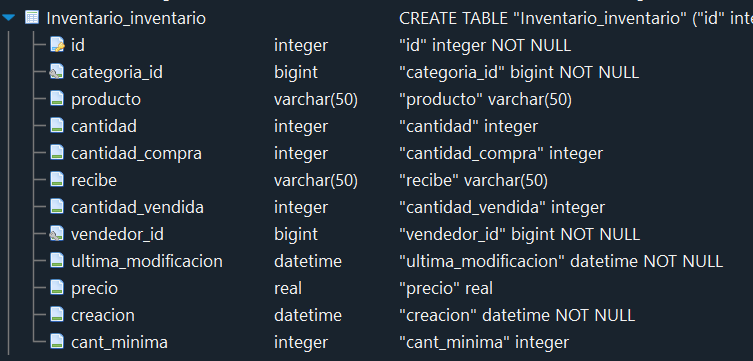 Inventario_inventario CREATE TABLE "Inventario_inventario" ("id" inte
id integer "id" integer NOT NULL
categoria_id bigint "categoria_id" bigint NOT NULL
producto varchar(50) "producto" varchar(50)
cantidad integer "cantidad" integer
cantidad_compra integer "cantidad_compra" integer
recibe varchar(50) "recibe" varchar(50)
cantidad_vendida integer "cantidad_vendida" integer
vendedor_id bigint "vendedor_id" bigint NOT NULL
ultima_modificacion datetime "ultima_modificacion" datetime NOT NULL
precio real "precio" real
creacion datetime "creacion" datetime NOT NULL
cant_minima integer "cant_minima" integer